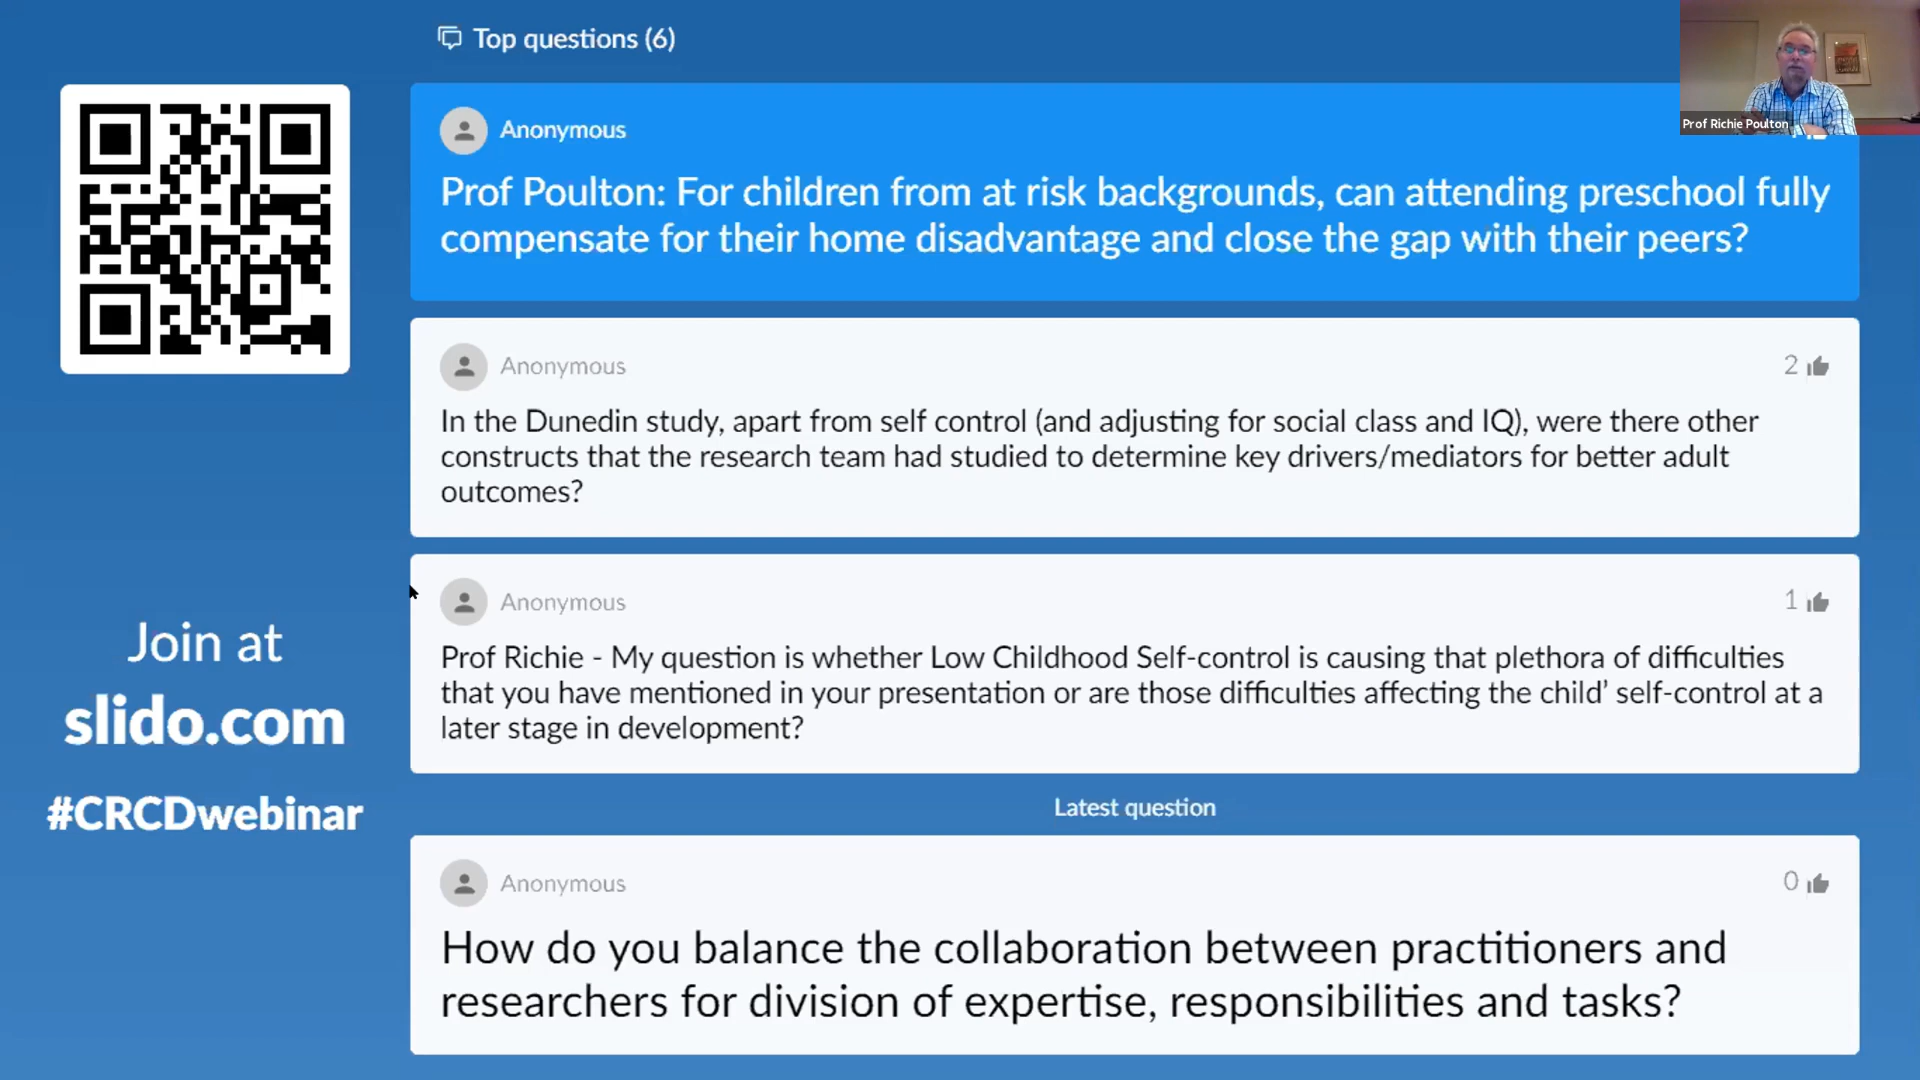 Top questions (6)
Prof Richie Poulton
Anonymous
Prof Poulton: For children from at risk backgrounds, can attending preschool fully
compensate for their home disadvantage and close the gap with their peers?
Anonymous
2
In the Dunedin study, apart from self control (and adjusting for social class and IQ), were there other
constructs that the research team had studied to determine key drivers/mediators for better adult
outcomes?
Anonymous
1
Prof Richie - My question is whether Low Childhood Self-control is causing that plethora of difficulties
that you have mentioned in your presentation or are those difficulties affecting the child’ self-control at a
later stage in development?
Join at
slido.com
#CRCDwebinar
Latest question
Anonymous
0
How do you balance the collaboration between practitioners and
researchers for division of expertise, responsibilities and tasks?